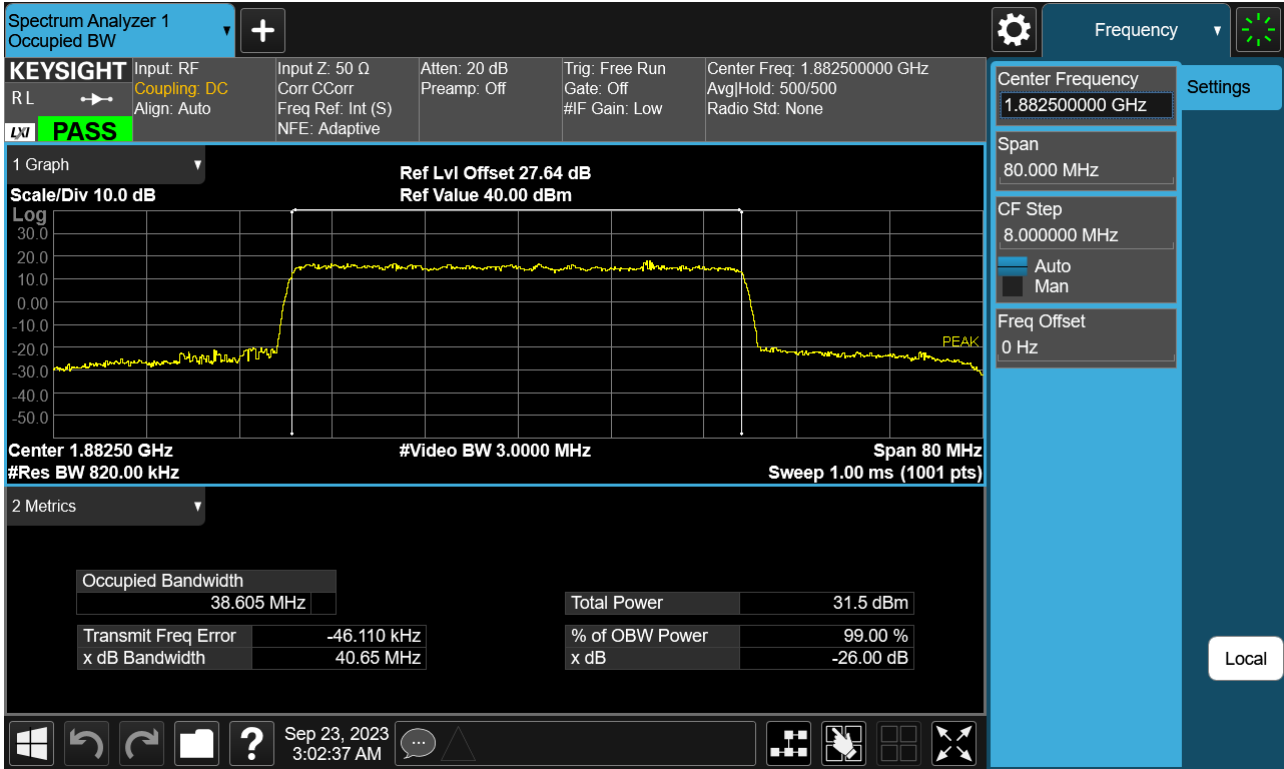 Spectrum Analyzer 1
Occupied BW
Frequency
KEYSIGHT
R L
LXI
PASS
Input: RF
Coupling: DC
Align: Auto
Input Z: 50 Ω
Corr CCorr
Freq Ref: Int (S)
NFE: Adaptive
Atten: 20 dB
Preamp: Off
Trig: Free Run
Gate: Off
#IF Gain: Low
Center Freq: 1.882500000 GHz
Avg|Hold: 500/500
Radio Std: None
Center Frequency
1.882500000 GHz
Settings
Span
80.000 MHz
CF Step
8.000000 MHz
Auto
Man
Freq Offset
0 Hz
1 Graph
Ref Lvl Offset 27.64 dB
Scale/Div 10.0 dB
Ref Value 40.00 dBm
Log
30.0
20.0
10.0
0.00
-10.0
-20.0
-30.0
-40.0
-50.0
PEAK
Center 1.88250 GHz
#Video BW 3.0000 MHz
Span 80 MHz
#Res BW 820.00 kHz
Sweep 1.00 ms (1001 pts)
2 Metrics
Occupied Bandwidth
38.605 MHz
Total Power 31.5 dBm
Transmit Freq Error -46.110 kHz
% of OBW Power 99.00 %
x dB Bandwidth 40.65 MHz
x dB -26.00 dB
Local
?
Sep 23, 2023
3:02:37 AM